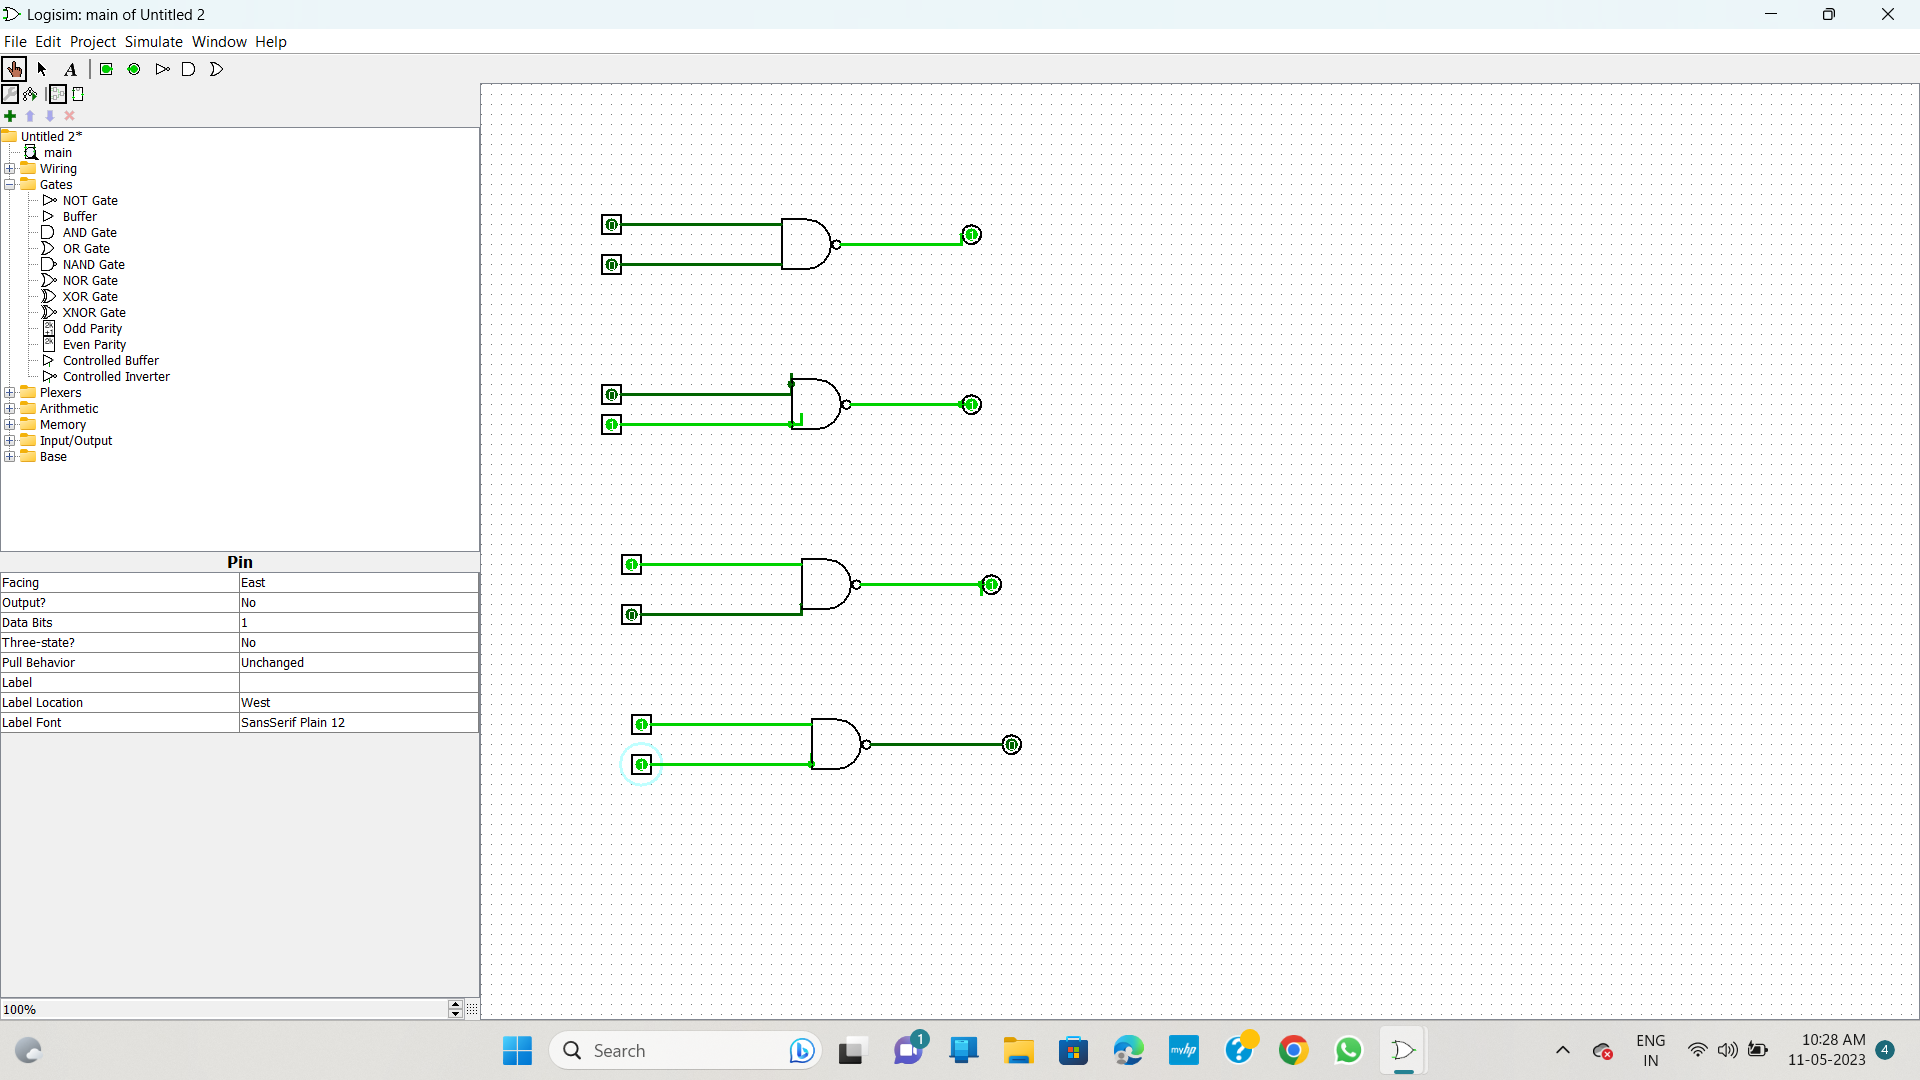 Logisim: main of Untitled 2
File Edit Project Simulate Window Help
A
Untitled 2*
main
Wiring
Gates
NOT Gate
Buffer
AND Gate
OR Gate
NAND Gate
NOR Gate
XOR Gate
XNOR Gate
Odd Parity
Even Parity
Controlled Buffer
Controlled Inverter
Plexers
Arithmetic
Memory
Input/Output
Base
Pin
Facing East
Output? No
Data Bits 1
Three-state? No
Pull Behavior Unchanged
Label
Label Location West
Label Font SansSerif Plain 12
100%
0
0
1
0
1
1
1
0
1
1
1
0
Search
1
myhp
ENG
IN
10:28 AM
11-05-2023
4